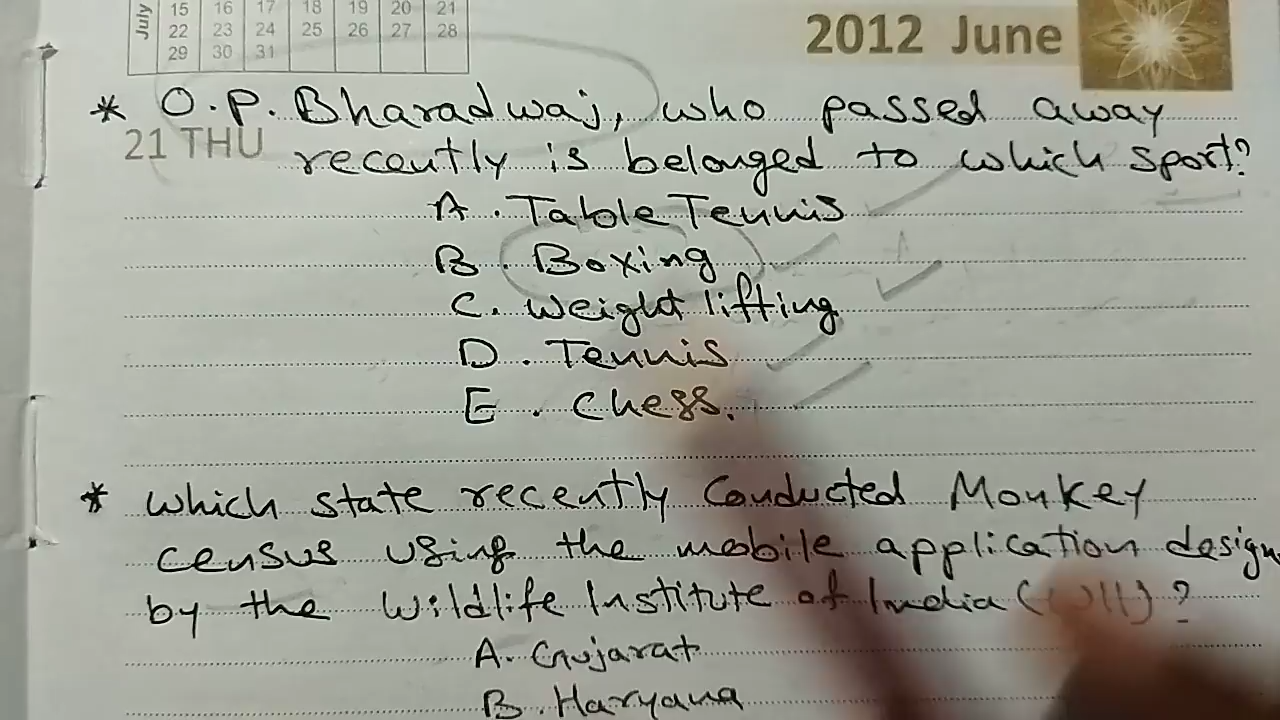 July 15 16 17 18 19 20 21
22 23 24 25 26 27 28
29 30 31
2012 June
* O.P. Bharadwaj, who passed away
21 THU recently is belonged to which sport?
A. Table Tennis
B. Boxing
C. Weight lifting
D. Tennis
E. Chess.
* Which state recently Conducted Monkey
census using the mobile application design
by the Wildlife Institute of India (WII)?
A. Gujarat
B. Haryana